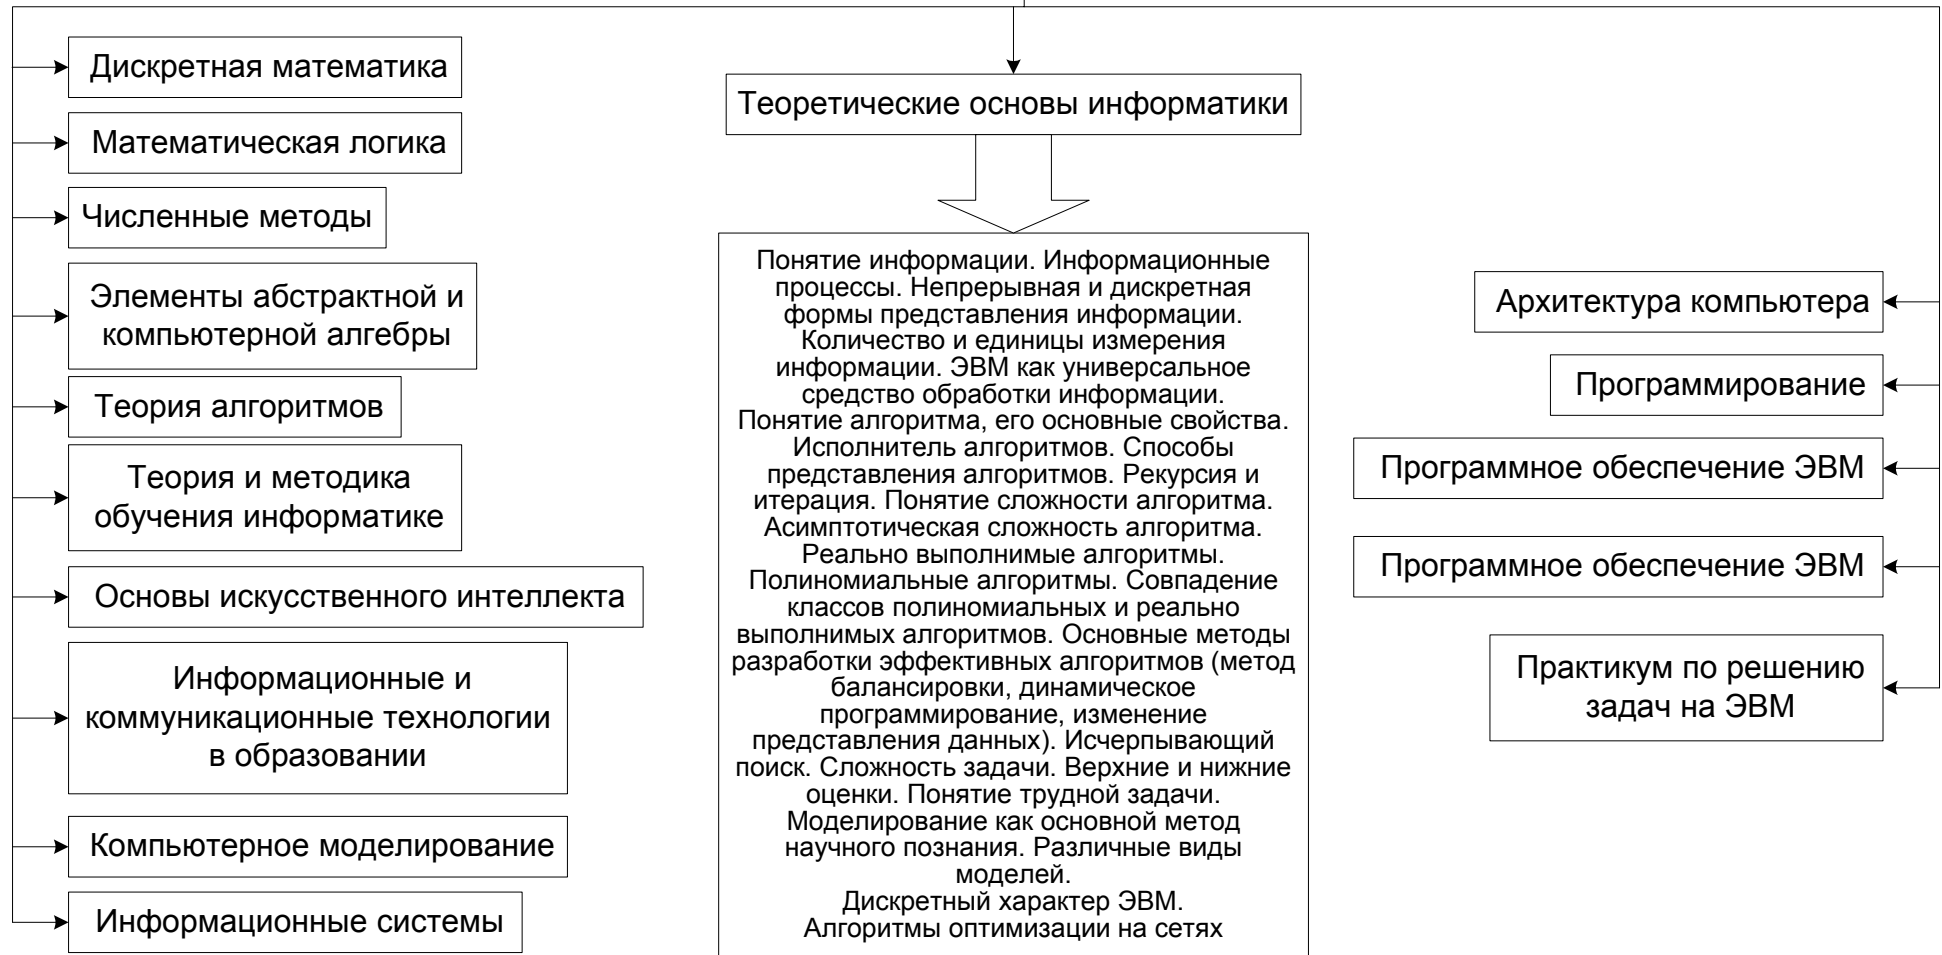 Дискретная математика
Математическая логика
Численные методы
Элементы абстрактной и
компьютерной алгебры
Теория алгоритмов
Теория и методика
обучения информатике
Основы искусственного интеллекта
Информационные и
коммуникационные технологии
в образовании
Компьютерное моделирование
Информационные системы
Теоретические основы информатики
Понятие информации. Информационные
процессы. Непрерывная и дискретная
формы представления информации.
Количество и единицы измерения
информации. ЭВМ как универсальное
средство обработки информации.
Понятие алгоритма, его основные свойства.
Исполнитель алгоритмов. Способы
представления алгоритмов. Рекурсия и
итерация. Понятие сложности алгоритма.
Асимптотическая сложность алгоритма.
Реально выполнимые алгоритмы.
Полиномиальные алгоритмы. Совпадение
классов полиномиальных и реально
выполнимых алгоритмов. Основные методы
разработки эффективных алгоритмов (метод
балансировки, динамическое
программирование, изменение
представления данных). Исчерпывающий
поиск. Сложность задачи. Верхние и нижние
оценки. Понятие трудной задачи.
Моделирование как основной метод
научного познания. Различные виды
моделей.
Дискретный характер ЭВМ.
Алгоритмы оптимизации на сетях
Архитектура компьютера
Программирование
Программное обеспечение ЭВМ
Программное обеспечение ЭВМ
Практикум по решению
задач на ЭВМ